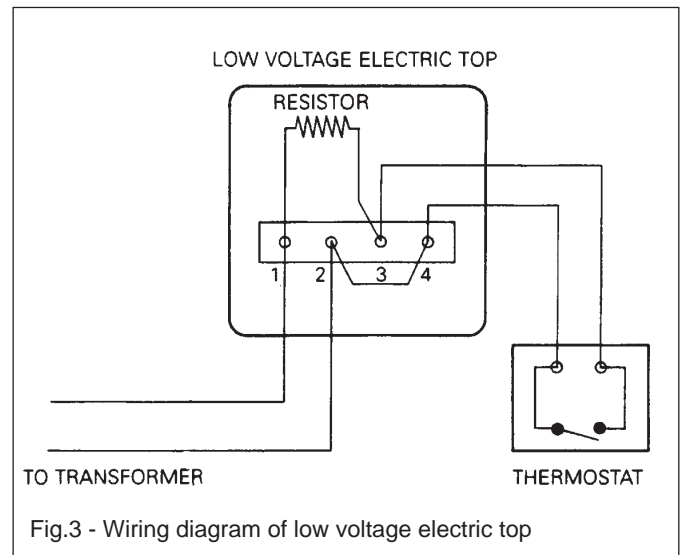 LOW VOLTAGE ELECTRIC TOP
RESISTOR
1 2 3 4
TO TRANSFORMER
THERMOSTAT
Fig.3 - Wiring diagram of low voltage electric top